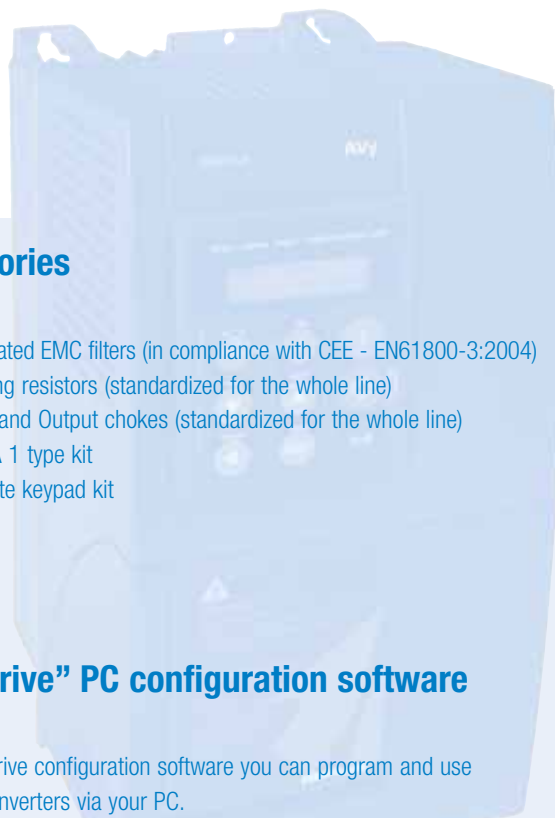 AVy
ories
ated EMC filters (in compliance with CEE - EN61800-3:2004)
ng resistors (standardized for the whole line)
and Output chokes (standardized for the whole line)
A 1 type kit
te keypad kit
rive” PC configuration software
rive configuration software you can program and use
nverters via your PC.